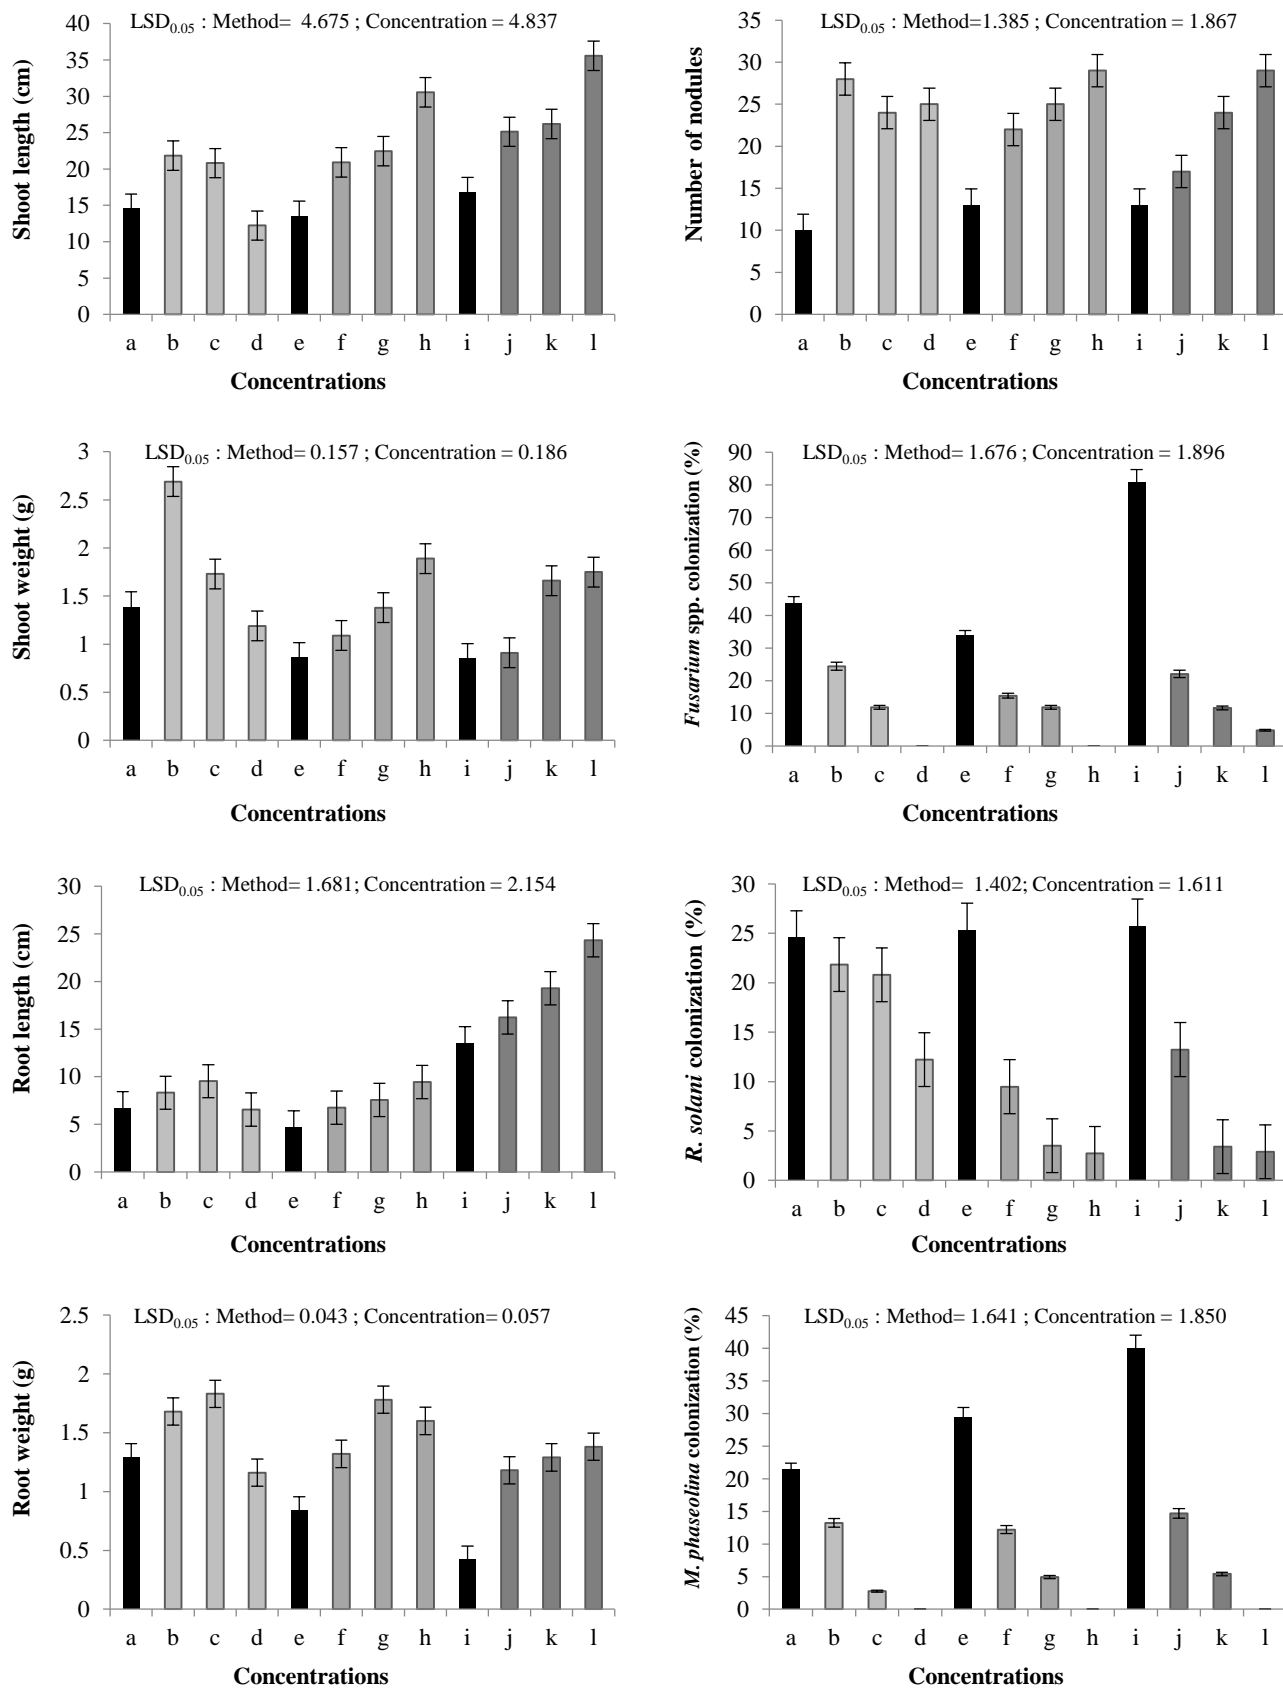 LSD0.05 : Method= 4.675 ; Concentration = 4.837
Shoot length (cm)
40
35
30
25
20
15
10
5
0
a b c d e f g h i j k l
Concentrations
LSD0.05 : Method=1.385 ; Concentration = 1.867
Number of nodules
35
30
25
20
15
10
5
0
a b c d e f g h i j k l
Concentrations
LSD0.05 : Method= 0.157 ; Concentration = 0.186
Shoot weight (g)
3
2.5
2
1.5
1
0.5
0
a b c d e f g h i j k l
Concentrations
LSD0.05 : Method= 1.676 ; Concentration = 1.896
Fusarium spp. colonization (%)
90
80
70
60
50
40
30
20
10
0
a b c d e f g h i j k l
Concentrations
LSD0.05 : Method= 1.681; Concentration = 2.154
Root length (cm)
30
25
20
15
10
5
0
a b c d e f g h i j k l
Concentrations
LSD0.05 : Method= 1.402; Concentration = 1.611
R. solani colonization (%)
30
25
20
15
10
5
0
a b c d e f g h i j k l
Concentrations
LSD0.05 : Method= 0.043 ; Concentration= 0.057
Root weight (g)
2.5
2
1.5
1
0.5
0
a b c d e f g h i j k l
Concentrations
LSD0.05 : Method= 1.641 ; Concentration = 1.850
M. phaseolina colonization (%)
45
40
35
30
25
20
15
10
5
0
a b c d e f g h i j k l
Concentrations